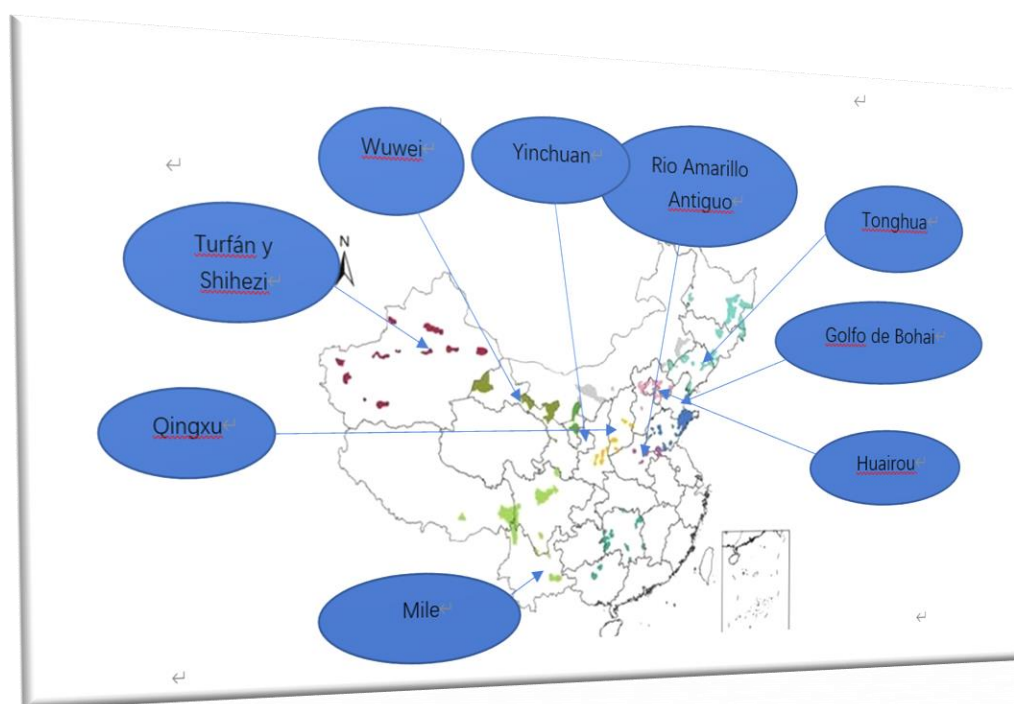 Wuwei
Yinchuan
Rio Amarillo
Antiguo
Tonghua
Turfán y
Shihezi
N
Golfo de Bohai
Qingxu
Huairou
Mile